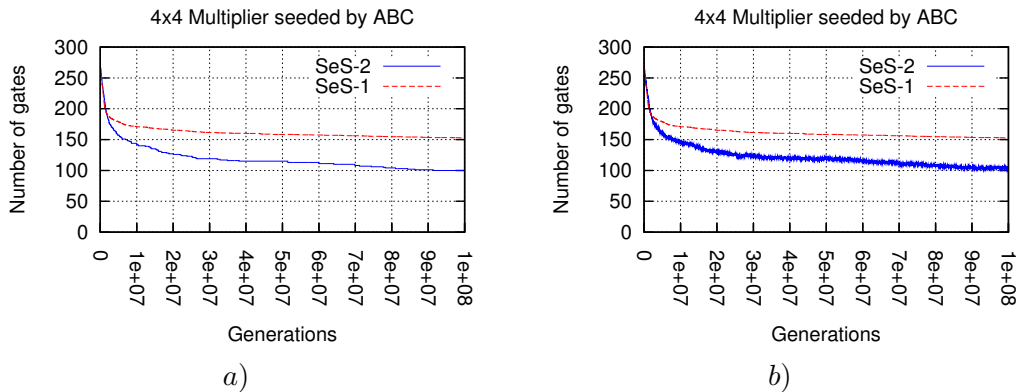 4x4 Multiplier seeded by ABC
Number of gates
300
250
200
150
100
50
0
SeS-2
SeS-1
0
1e+07
2e+07
3e+07
4e+07
5e+07
6e+07
7e+07
8e+07
9e+07
1e+08
Generations
a)
4x4 Multiplier seeded by ABC
Number of gates
300
250
200
150
100
50
0
SeS-2
SeS-1
0
1e+07
2e+07
3e+07
4e+07
5e+07
6e+07
7e+07
8e+07
9e+07
1e+08
Generations
b)